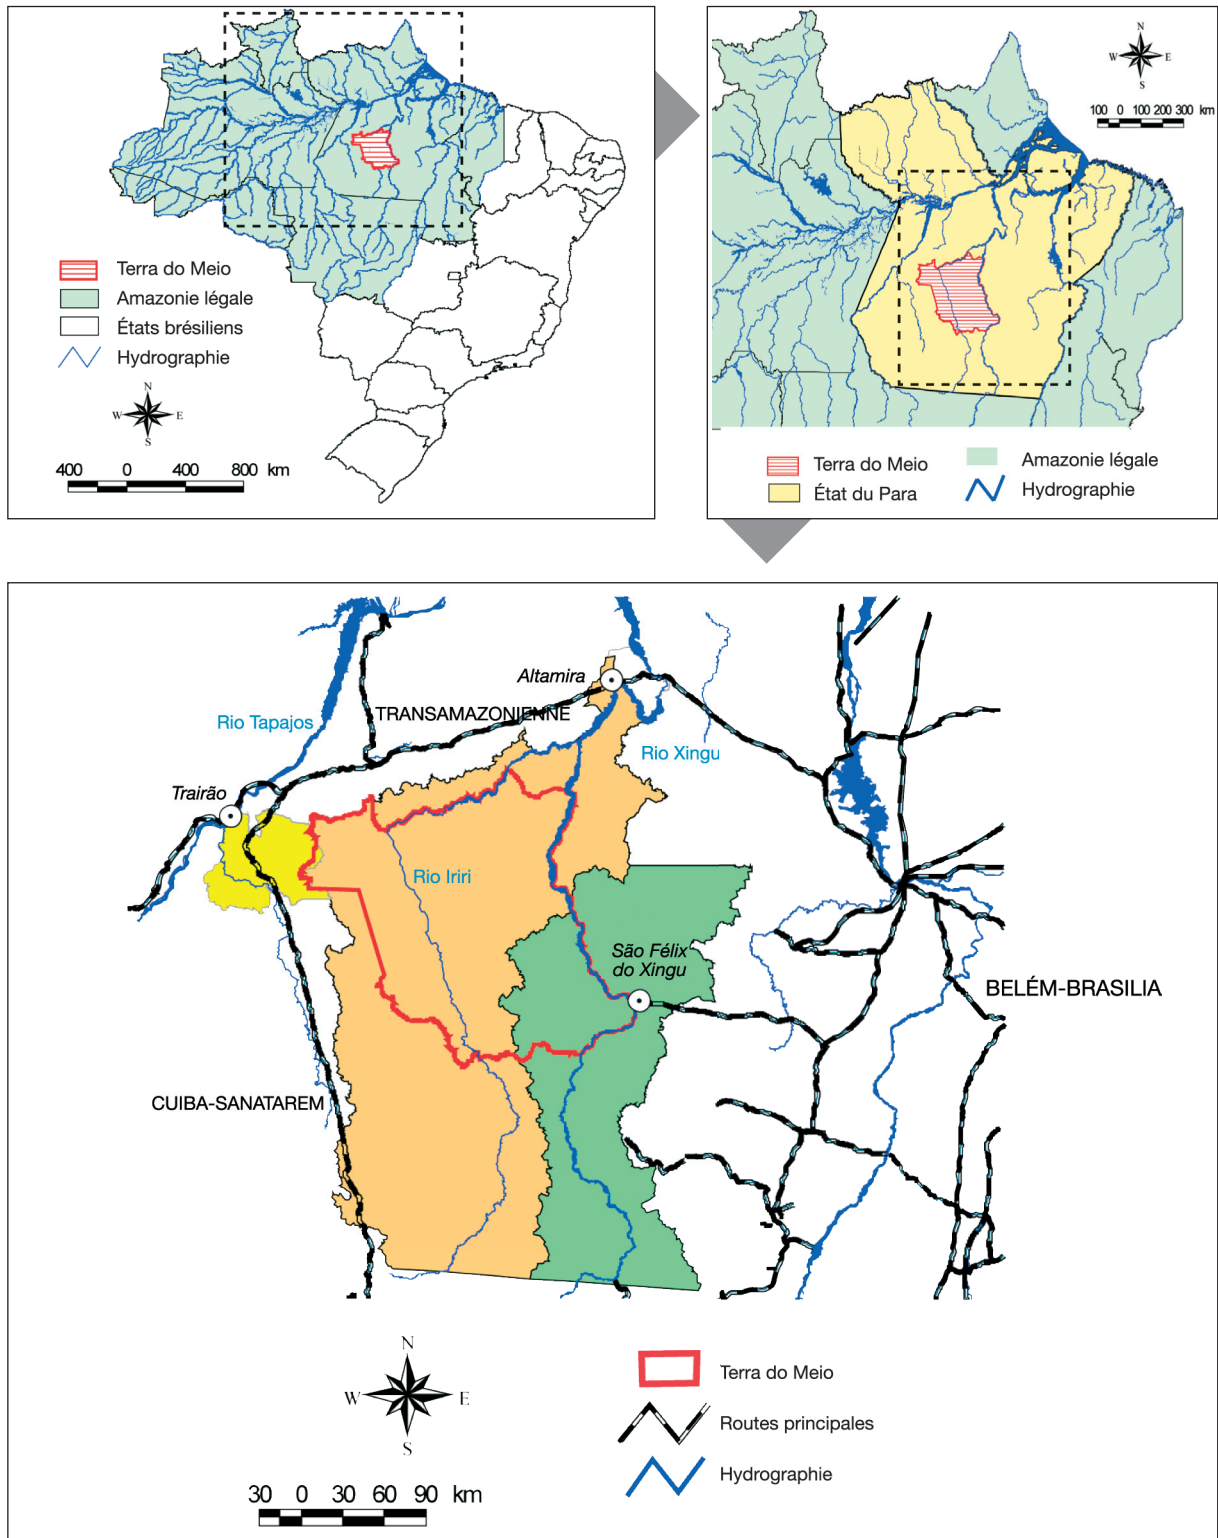 Terra do Meio
Amazonie légale
États brésiliens
Hydrographie
N
W E
S
400 0 400 800 km
N
W E
S
100 0 100 200 300 km
Terra do Meio
État du Para
Amazonie légale
Hydrographie
Altamira
Rio Tapajos
TRANSAMAZONIENNE
Rio Xingu
Trairão
Rio Iriri
São Félix
do Xingu
BELÉM-BRASILIA
CUIBA-SANATAREM
N
W E
S
30 0 30 60 90 km
Terra do Meio
Routes principales
Hydrographie